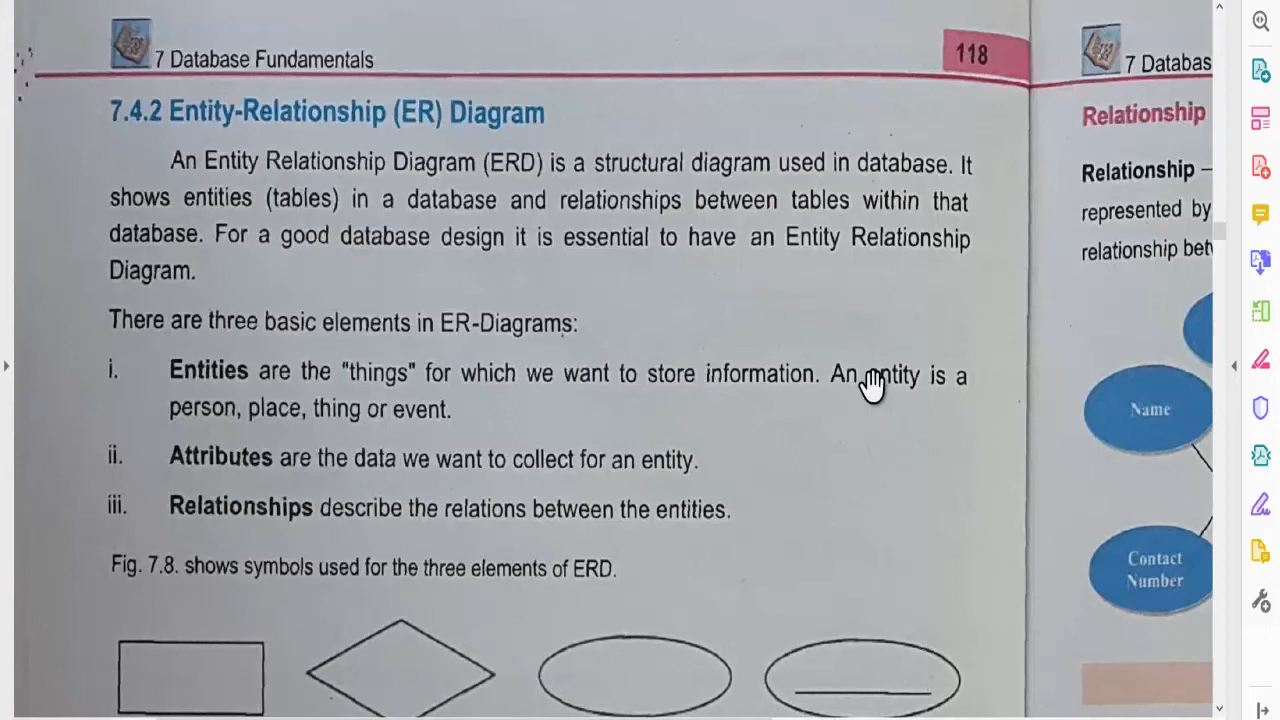 7 Database Fundamentals
118
7.4.2 Entity-Relationship (ER) Diagram
An Entity Relationship Diagram (ERD) is a structural diagram used in database. It
shows entities (tables) in a database and relationships between tables within that
database. For a good database design it is essential to have an Entity Relationship
Diagram.
There are three basic elements in ER-Diagrams:
i. Entities are the "things" for which we want to store information. An entity is a
person, place, thing or event.
ii. Attributes are the data we want to collect for an entity.
iii. Relationships describe the relations between the entities.
Fig. 7.8. shows symbols used for the three elements of ERD.
7 Databas
Relationship
Relationship –
represented by
relationship bet
Name
Contact
Number